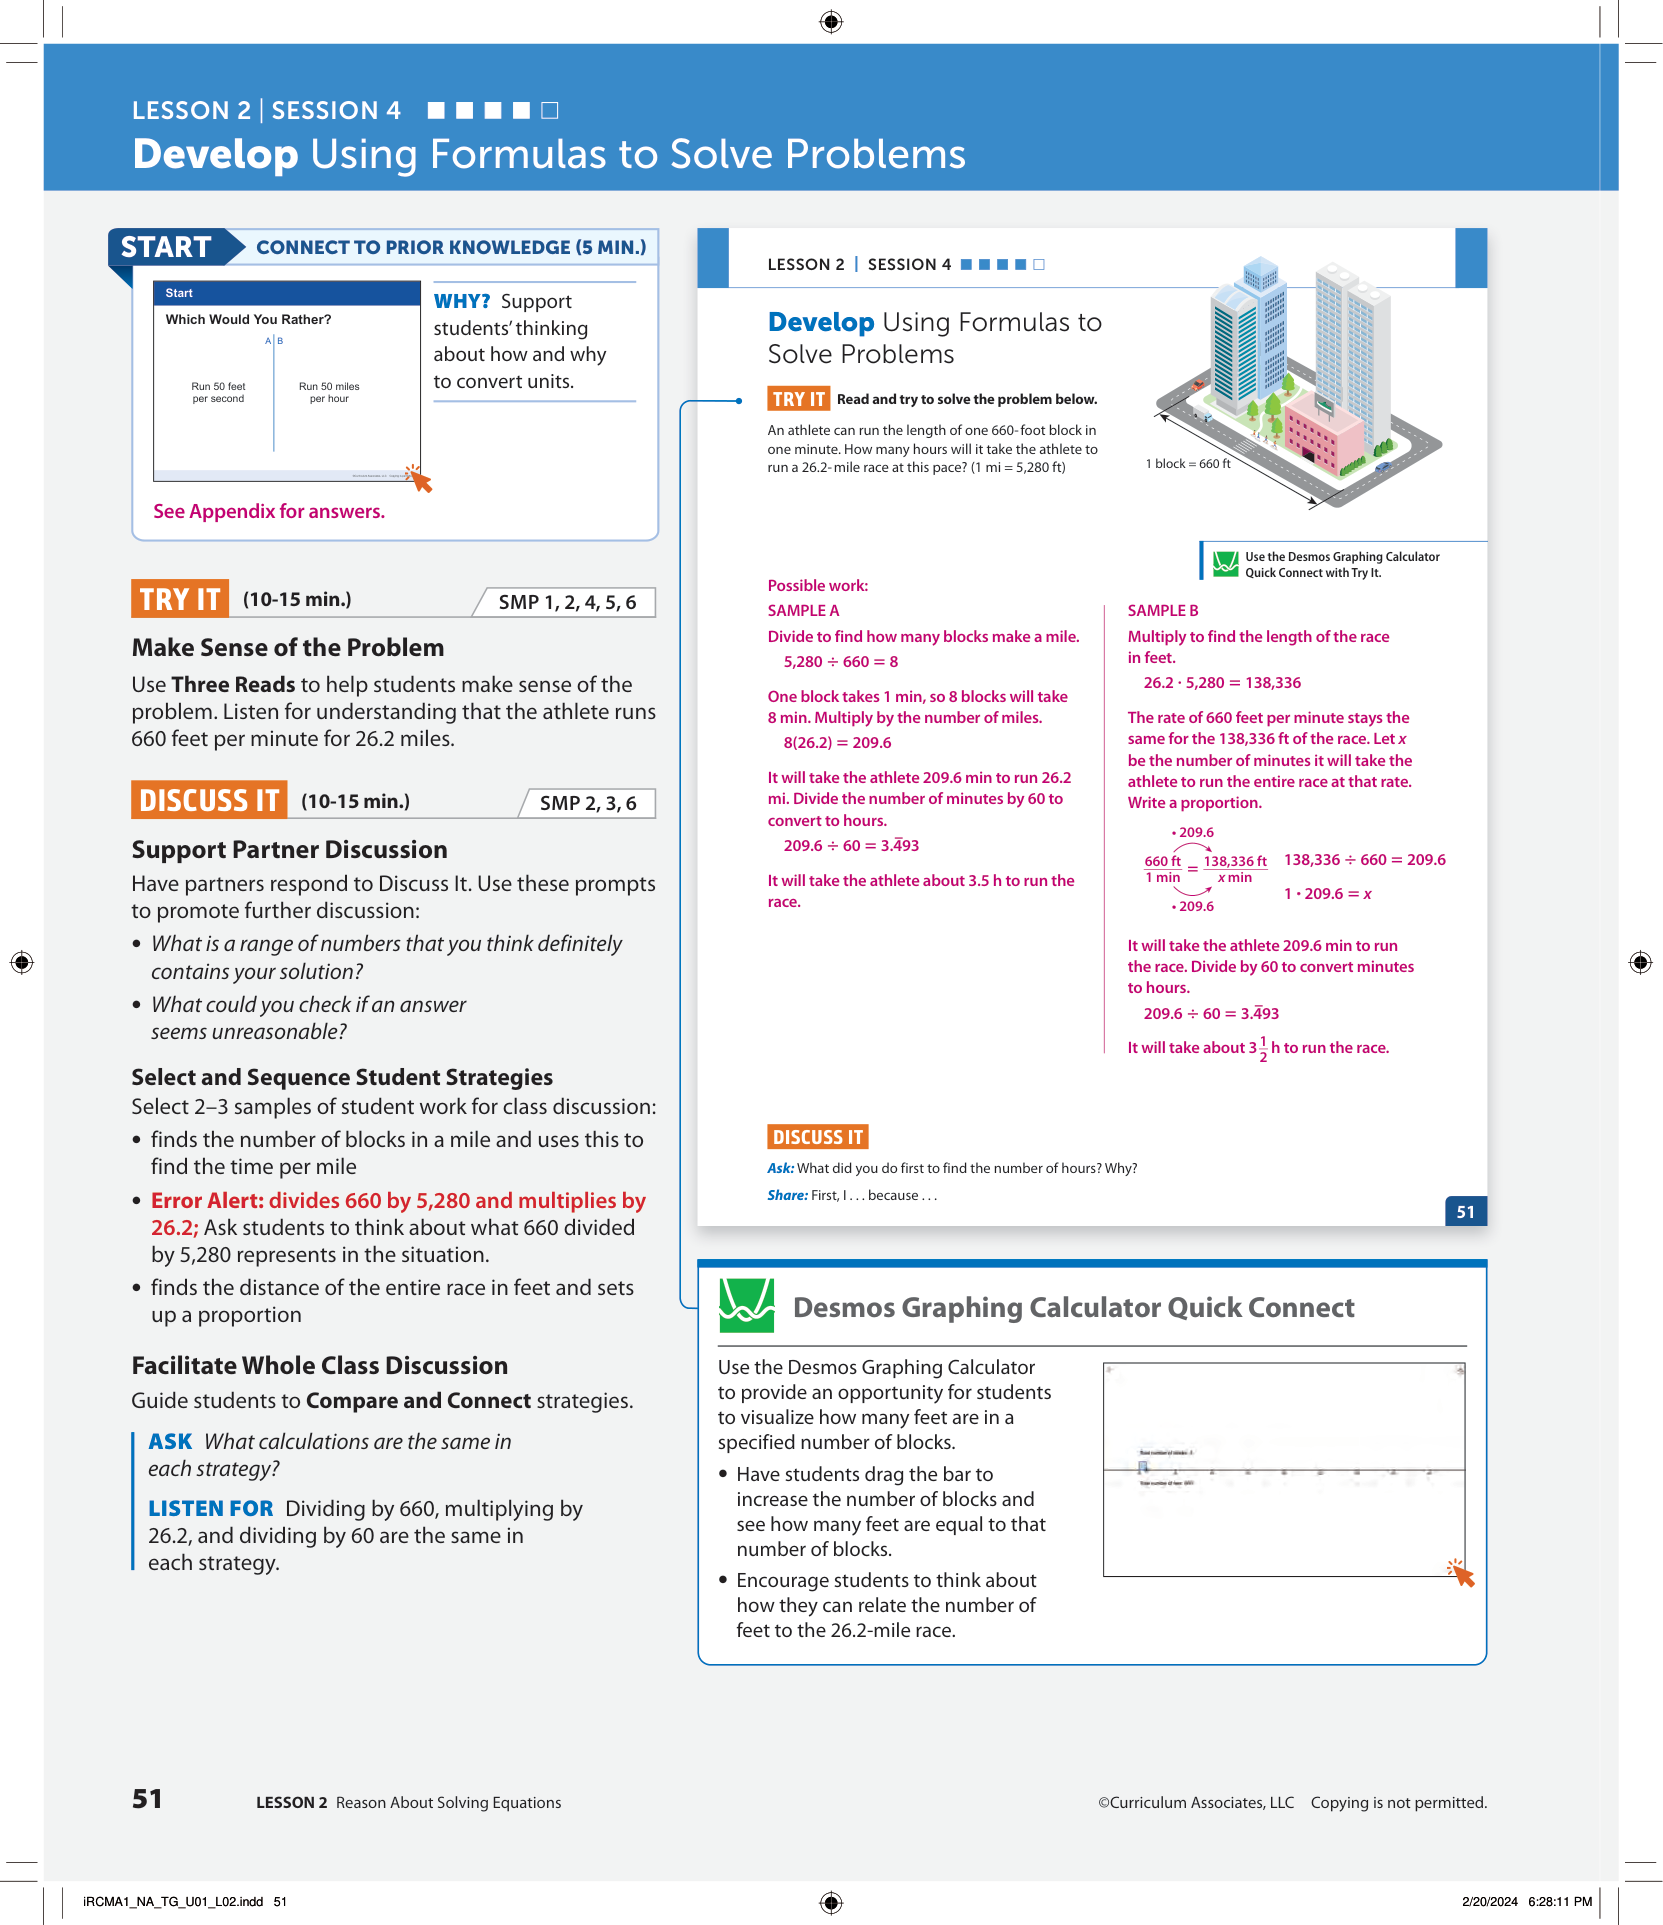 LESSON 2 | SESSION 4
Develop Using Formulas to Solve Problems
START CONNECT TO PRIOR KNOWLEDGE (5 MIN.)
Start
Which Would You Rather?
A B
Run 50 feet
per second
Run 50 miles
per hour
WHY? Support
students’ thinking
about how and why
to convert units.
See Appendix for answers.
TRY IT (10-15 min.) SMP 1, 2, 4, 5, 6
Make Sense of the Problem
Use Three Reads to help students make sense of the
problem. Listen for understanding that the athlete runs
660 feet per minute for 26.2 miles.
DISCUSS IT (10-15 min.) SMP 2, 3, 6
Support Partner Discussion
Have partners respond to Discuss It. Use these prompts
to promote further discussion:
• What is a range of numbers that you think definitely
contains your solution?
• What could you check if an answer
seems unreasonable?
Select and Sequence Student Strategies
Select 2–3 samples of student work for class discussion:
• finds the number of blocks in a mile and uses this to
find the time per mile
• Error Alert: divides 660 by 5,280 and multiplies by
26.2; Ask students to think about what 660 divided
by 5,280 represents in the situation.
• finds the distance of the entire race in feet and sets
up a proportion
Facilitate Whole Class Discussion
Guide students to Compare and Connect strategies.
ASK What calculations are the same in
each strategy?
LISTEN FOR Dividing by 660, multiplying by
26.2, and dividing by 60 are the same in
each strategy.
LESSON 2 | SESSION 4
Develop Using Formulas to
Solve Problems
TRY IT Read and try to solve the problem below.
An athlete can run the length of one 660-foot block in
one minute. How many hours will it take the athlete to
run a 26.2-mile race at this pace? (1 mi = 5,280 ft)
1 block = 660 ft
Use the Desmos Graphing Calculator
Quick Connect with Try It.
Possible work:
SAMPLE A
Divide to find how many blocks make a mile.
5,280 ÷ 660 = 8
One block takes 1 min, so 8 blocks will take
8 min. Multiply by the number of miles.
8(26.2) = 209.6
It will take the athlete 209.6 min to run 26.2
mi. Divide the number of minutes by 60 to
convert to hours.
209.6 ÷ 60 = 3.4̅93
It will take the athlete about 3.5 h to run the
race.
SAMPLE B
Multiply to find the length of the race
in feet.
26.2 · 5,280 = 138,336
The rate of 660 feet per minute stays the
same for the 138,336 ft of the race. Let x
be the number of minutes it will take the
athlete to run the entire race at that rate.
Write a proportion.
• 209.6
660 ft / 1 min = 138,336 ft / x min
• 209.6
138,336 ÷ 660 = 209.6
1 • 209.6 = x
It will take the athlete 209.6 min to run
the race. Divide by 60 to convert minutes
to hours.
209.6 ÷ 60 = 3.4̅93
It will take about 3 1/2 h to run the race.
DISCUSS IT
Ask: What did you do first to find the number of hours? Why?
Share: First, I . . . because . . .
51
Desmos Graphing Calculator Quick Connect
Use the Desmos Graphing Calculator
to provide an opportunity for students
to visualize how many feet are in a
specified number of blocks.
• Have students drag the bar to
increase the number of blocks and
see how many feet are equal to that
number of blocks.
• Encourage students to think about
how they can relate the number of
feet to the 26.2-mile race.
51 LESSON 2 Reason About Solving Equations
©Curriculum Associates, LLC Copying is not permitted.
iRCMA1_NA_TG_U01_L02.indd 51
2/20/2024 6:28:11 PM